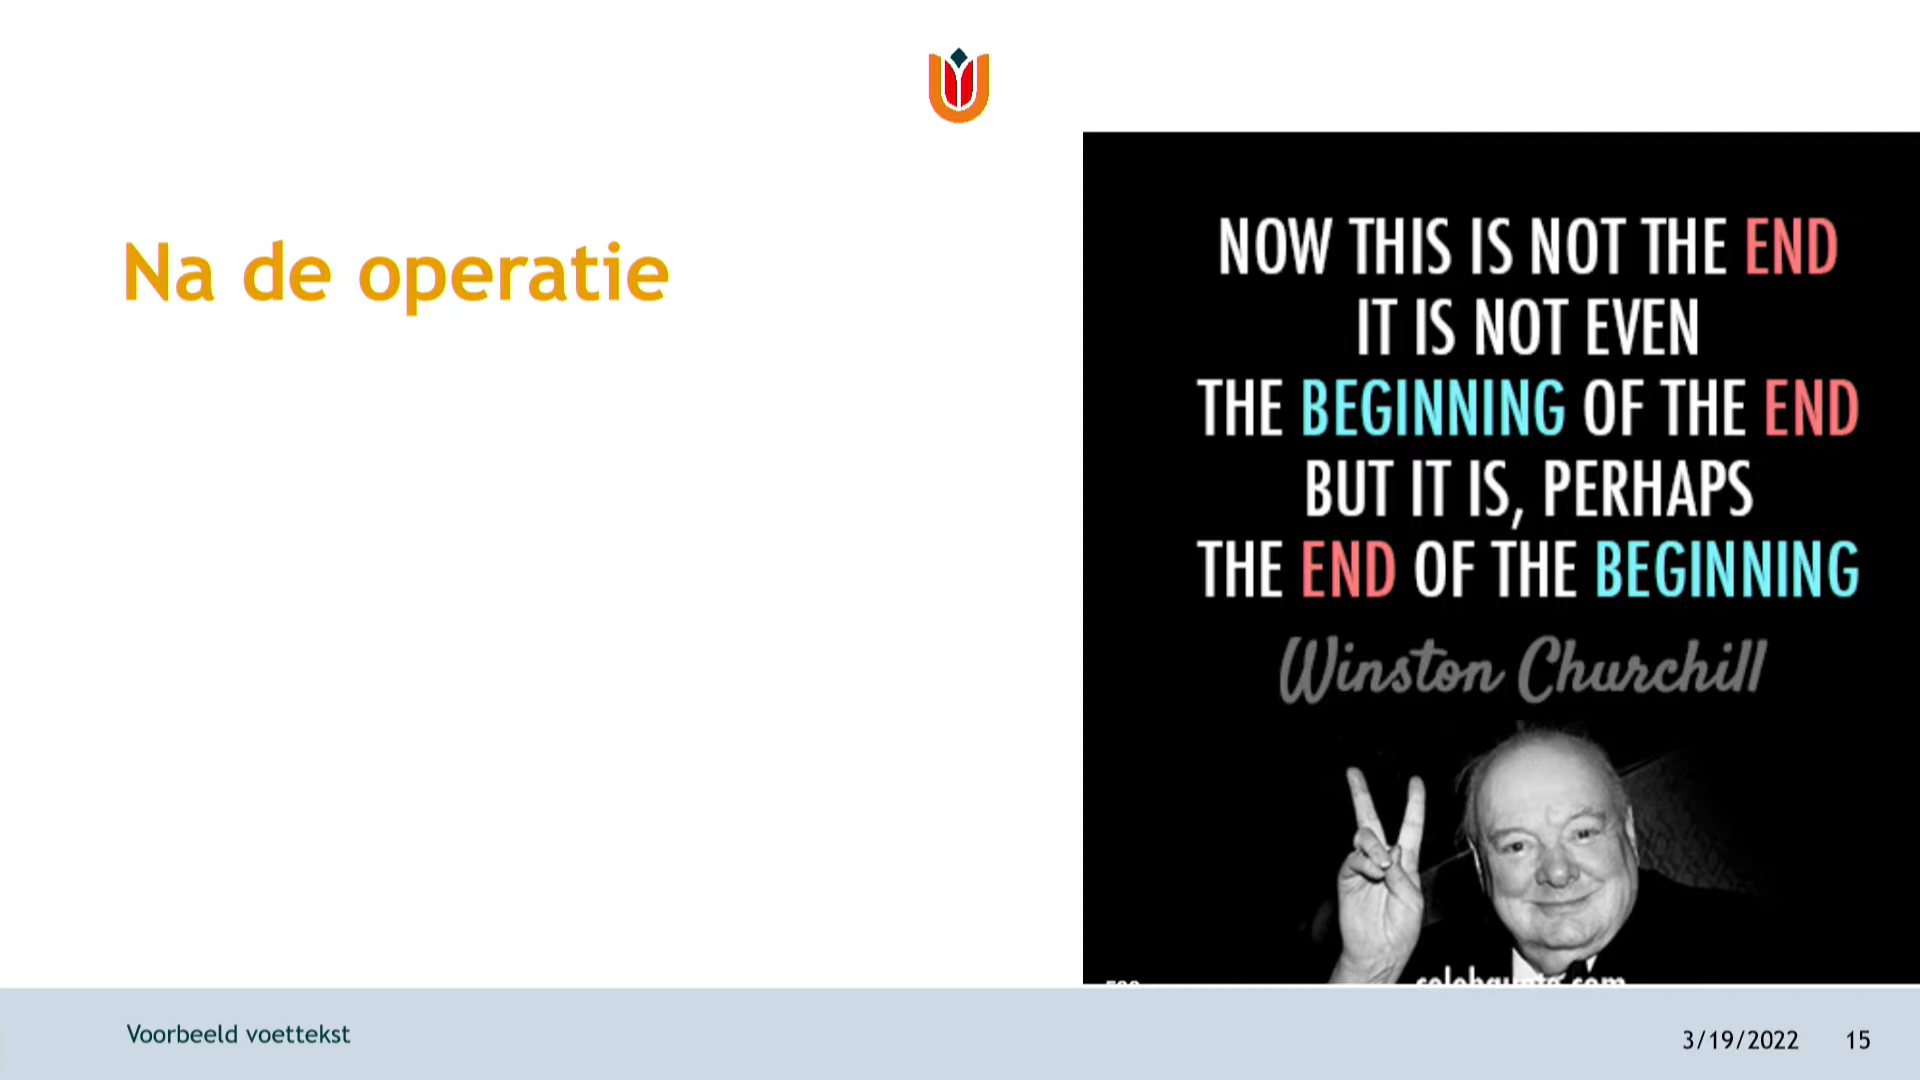 Na de operatie
NOW THIS IS NOT THE END
IT IS NOT EVEN
THE BEGINNING OF THE END
BUT IT IS, PERHAPS
THE END OF THE BEGINNING
Winston Churchill
Voorbeeld voettekst
3/19/2022 15